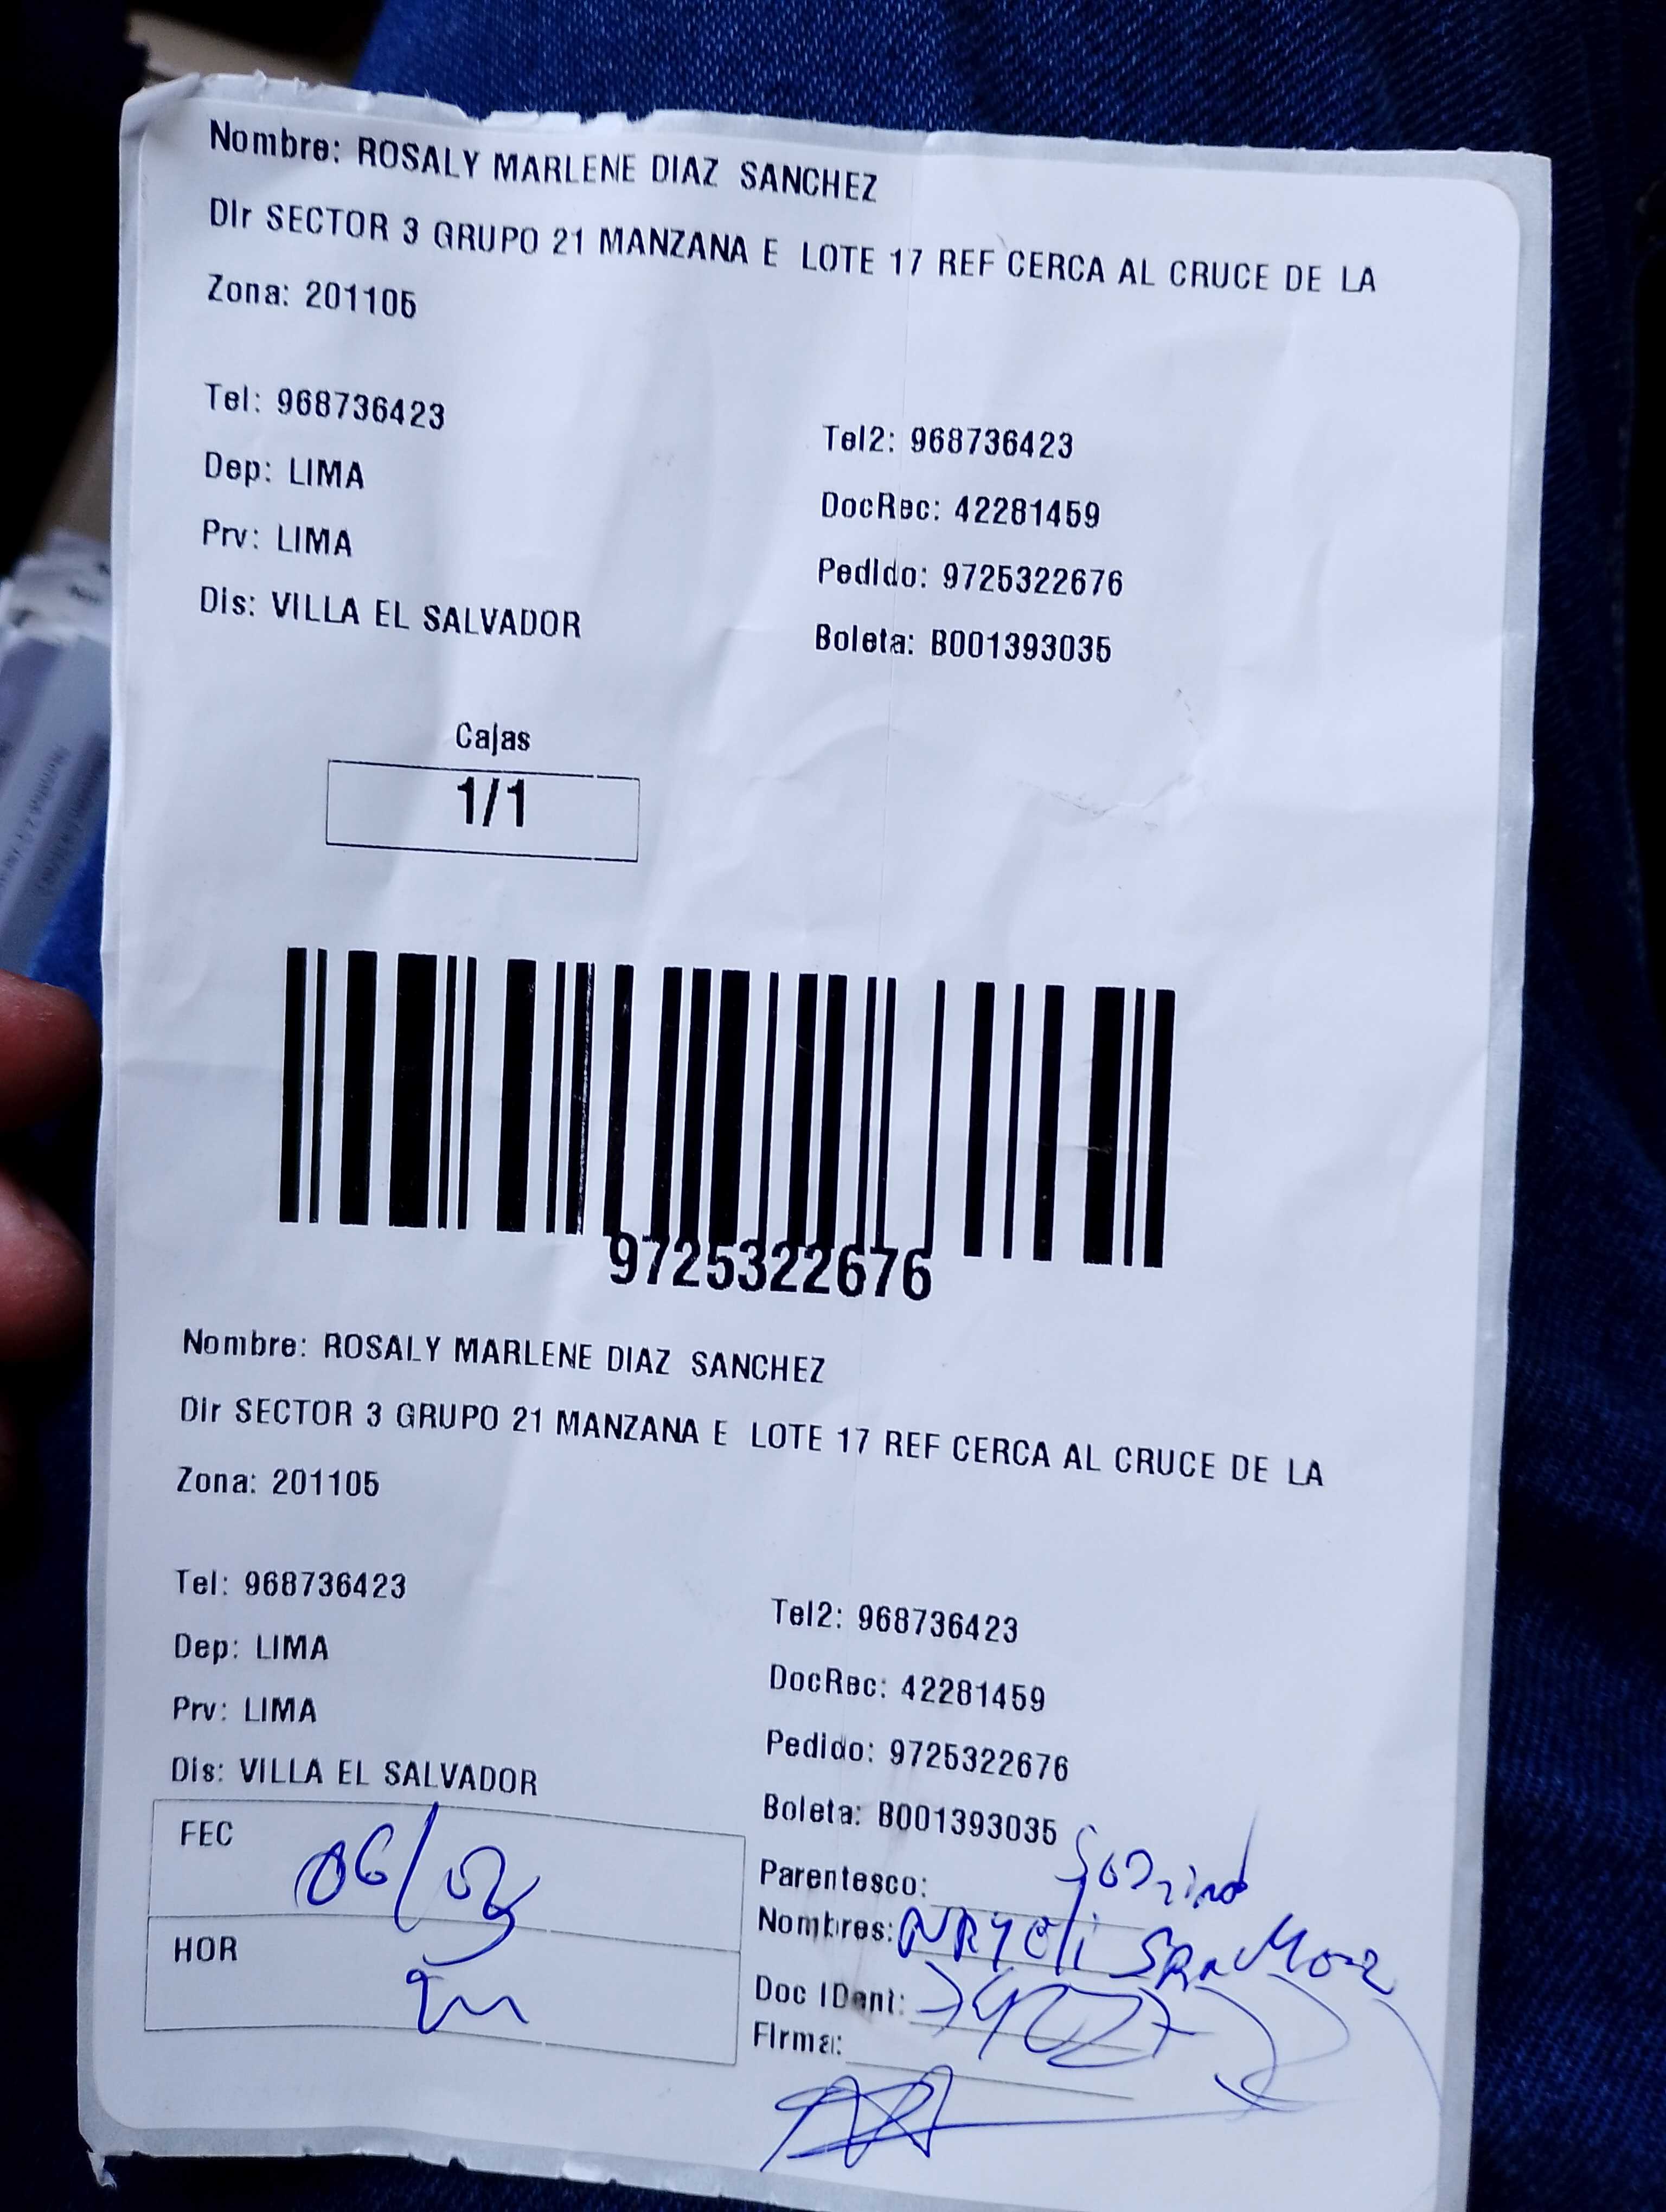 Nombre: ROSALY MARLENE DIAZ SANCHEZ
Dir SECTOR 3 GRUPO 21 MANZANA E LOTE 17 REF CERCA AL CRUCE DE LA
Zona: 201105
Tel: 968736423
Tel2: 968736423
Dep: LIMA
DocRec: 42281459
Prv: LIMA
Pedido: 9725322676
Dis: VILLA EL SALVADOR
Boleta: B001393035
Cajas
1/1
9725322676
Nombre: ROSALY MARLENE DIAZ SANCHEZ
Dir SECTOR 3 GRUPO 21 MANZANA E LOTE 17 REF CERCA AL CRUCE DE LA
Zona: 201105
Tel: 968736423
Tel2: 968736423
Dep: LIMA
DocRec: 42281459
Prv: LIMA
Pedido: 9725322676
Dis: VILLA EL SALVADOR
Boleta: B001393035
FEC 06/
Parentesco:
Nombres:
HOR
Doc IDent:
Firma: